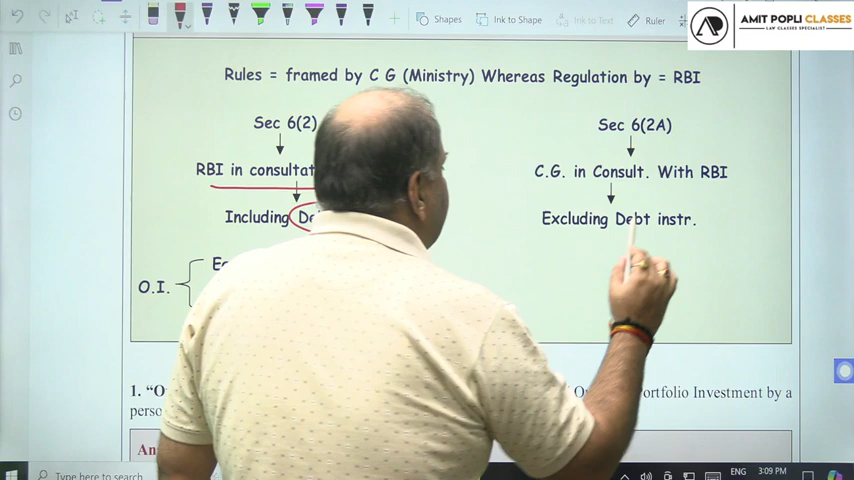 Shapes
Ink to Shape
Ink to Text
Ruler
AMIT POPLI CLASSES
LAW CLASSES SPECIALIST
Rules = framed by C G (Ministry) Whereas Regulation by = RBI
Sec 6(2)
Sec 6(2A)
RBI in consultat
C.G. in Consult. With RBI
Including De
Excluding Debt instr.
O.I.
1. "O
ortfolio Investment by a
perso
An
Type here to search
ENG
3:09 PM